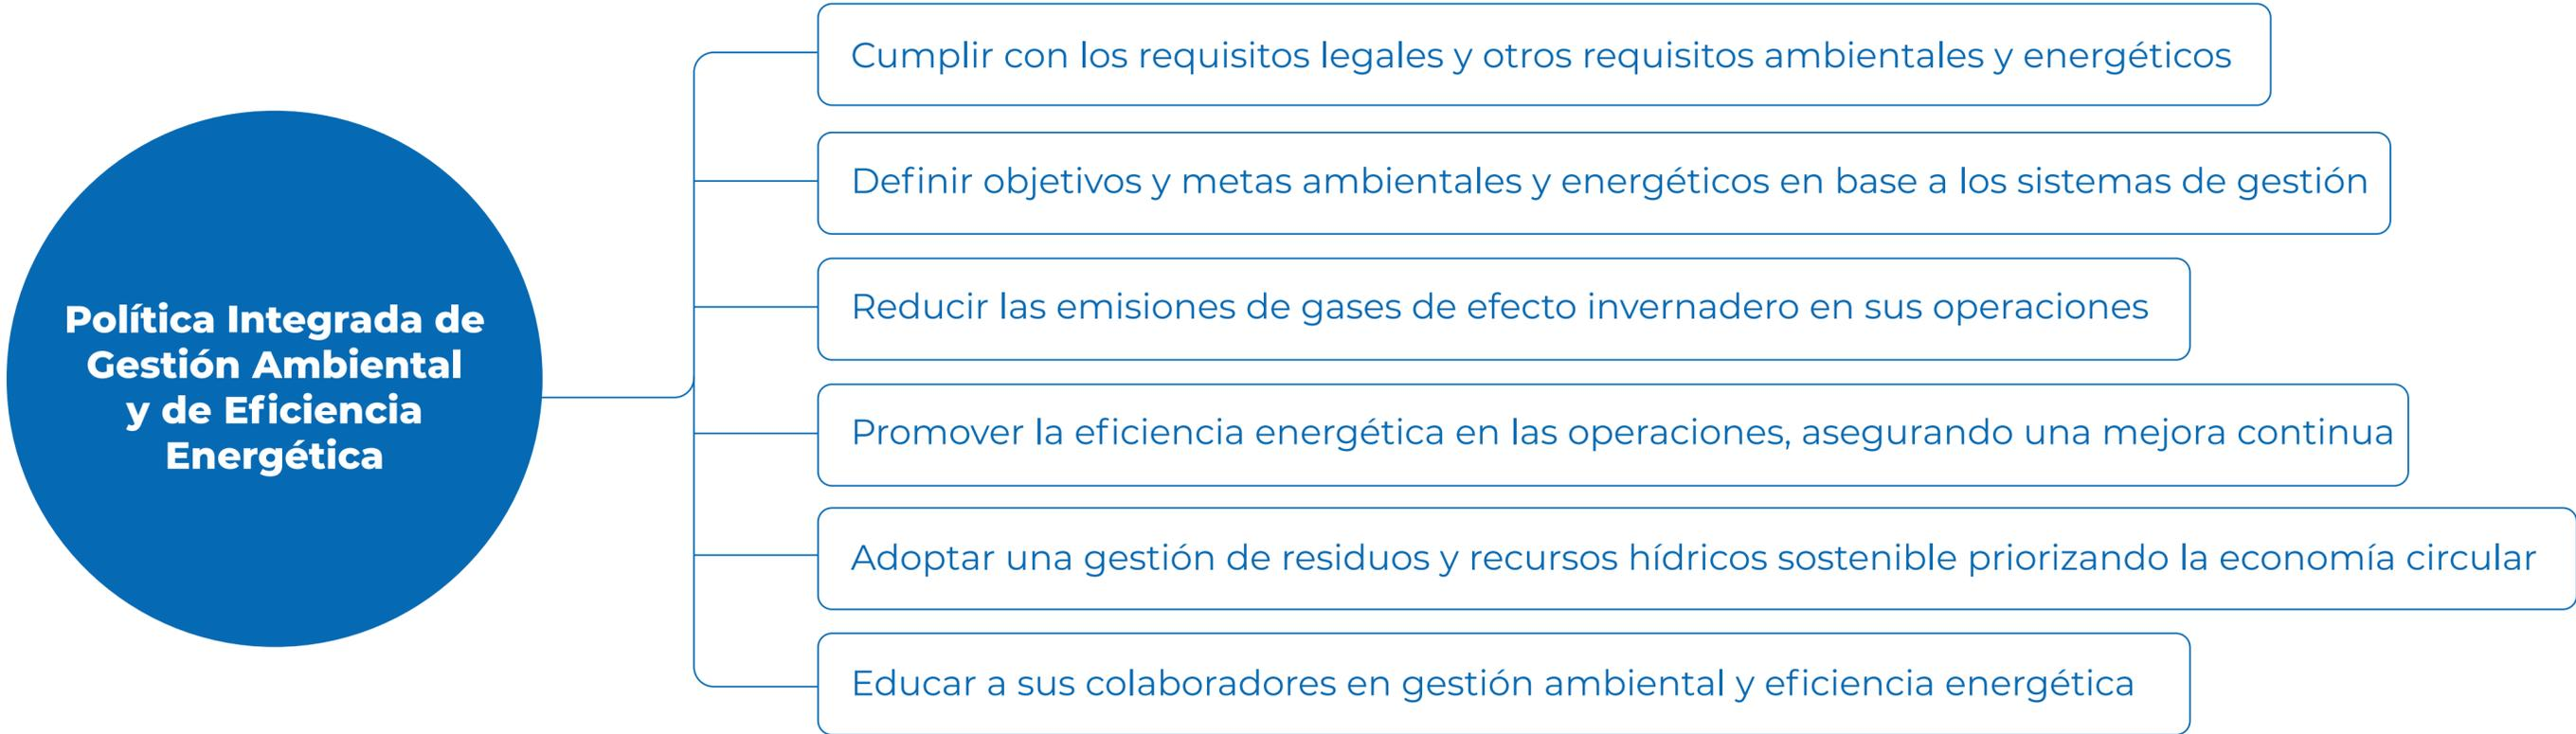 Política Integrada de
Gestión Ambiental
y de Eficiencia
Energética
Cumplir con los requisitos legales y otros requisitos ambientales y energéticos
Definir objetivos y metas ambientales y energéticos en base a los sistemas de gestión
Reducir las emisiones de gases de efecto invernadero en sus operaciones
Promover la eficiencia energética en las operaciones, asegurando una mejora continua
Adoptar una gestión de residuos y recursos hídricos sostenible priorizando la economía circular
Educar a sus colaboradores en gestión ambiental y eficiencia energética